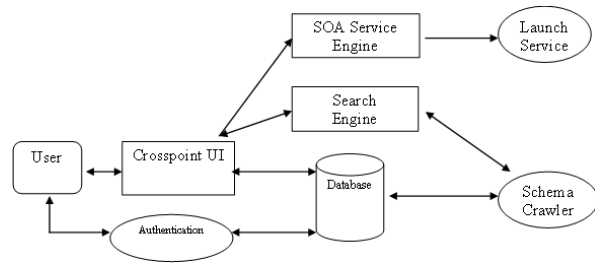 SOA Service
Engine
Launch
Service
Search
Engine
User
Crosspoint UI
Database
Schema
Crawler
Authentication